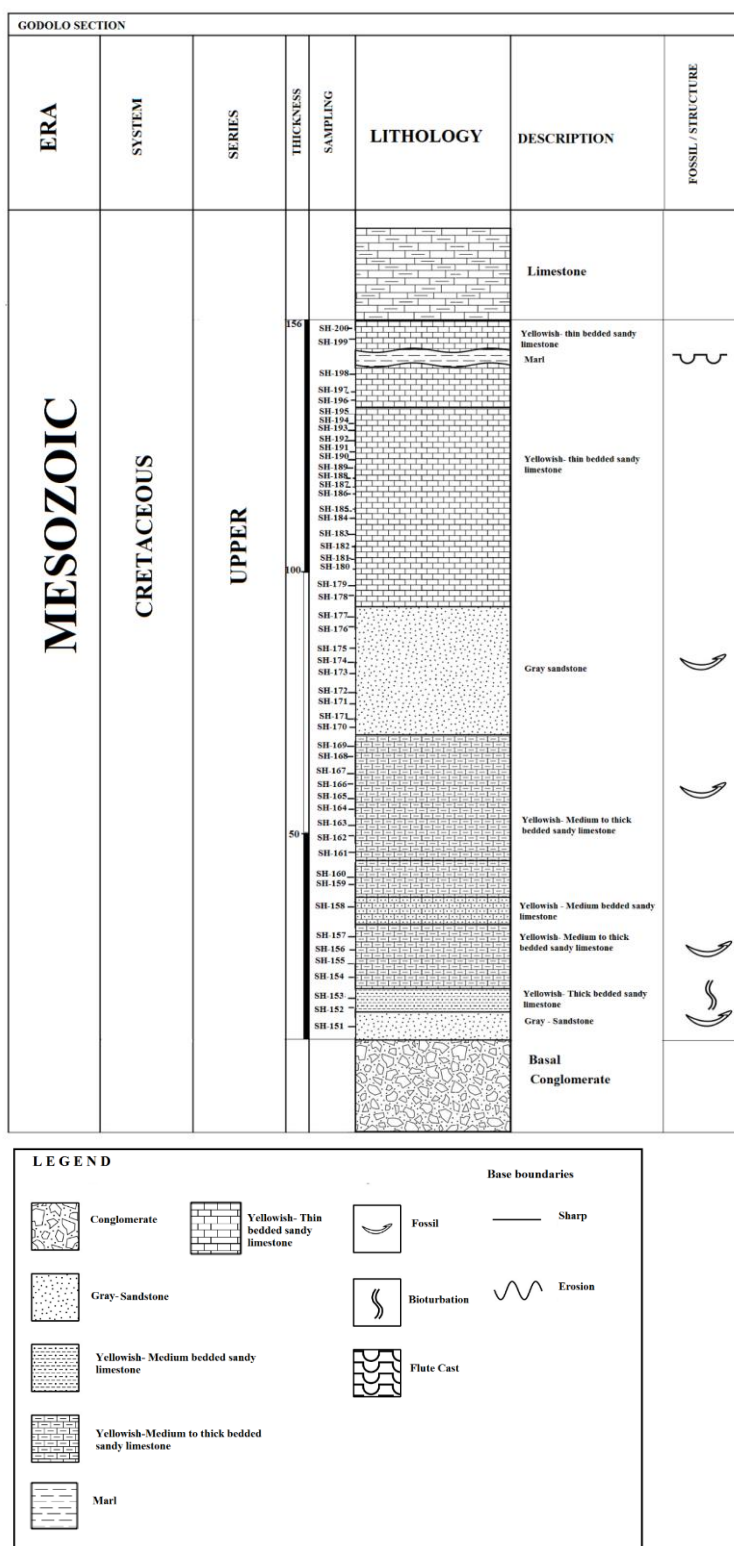 GODOLO SECTION
ERA
SYSTEM
SERIES
THICKNESS
SAMPLING
LITHOLOGY
DESCRIPTION
FOSSIL / STRUCTURE
MESOZOIC
CRETACEOUS
UPPER
Limestone
156
SH-200
Yellowish- thin bedded sandy
limestone
SH-199
Marl
SH-198
SH-197
SH-196
SH-195
SH-194
SH-193
SH-192
SH-191
SH-190
Yellowish- thin bedded sandy
limestone
SH-189
SH-188
SH-187
SH-186
SH-185
SH-184
SH-183
SH-182
SH-181
SH-180
100
SH-179
SH-178
SH-177
SH-176
SH-175
SH-174
SH-173
Gray sandstone
SH-172
SH-171
SH-171
SH-170
SH-169
SH-168
SH-167
SH-166
SH-165
SH-164
SH-163
Yellowish- Medium to thick
bedded sandy limestone
50
SH-162
SH-161
SH-160
SH-159
SH-158
Yellowish - Medium bedded sandy
limestone
SH-157
Yellowish- Medium to thick
bedded sandy limestone
SH-156
SH-155
SH-154
SH-153
Yellowish- Thick bedded sandy
limestone
SH-152
SH-151
Gray - Sandstone
Basal
Conglomerate
LEGEND
Base boundaries
Conglomerate
Yellowish- Thin
bedded sandy
limestone
Fossil
Sharp
Gray- Sandstone
Bioturbation
Erosion
Yellowish- Medium bedded sandy
limestone
Flute Cast
Yellowish-Medium to thick bedded
sandy limestone
Marl